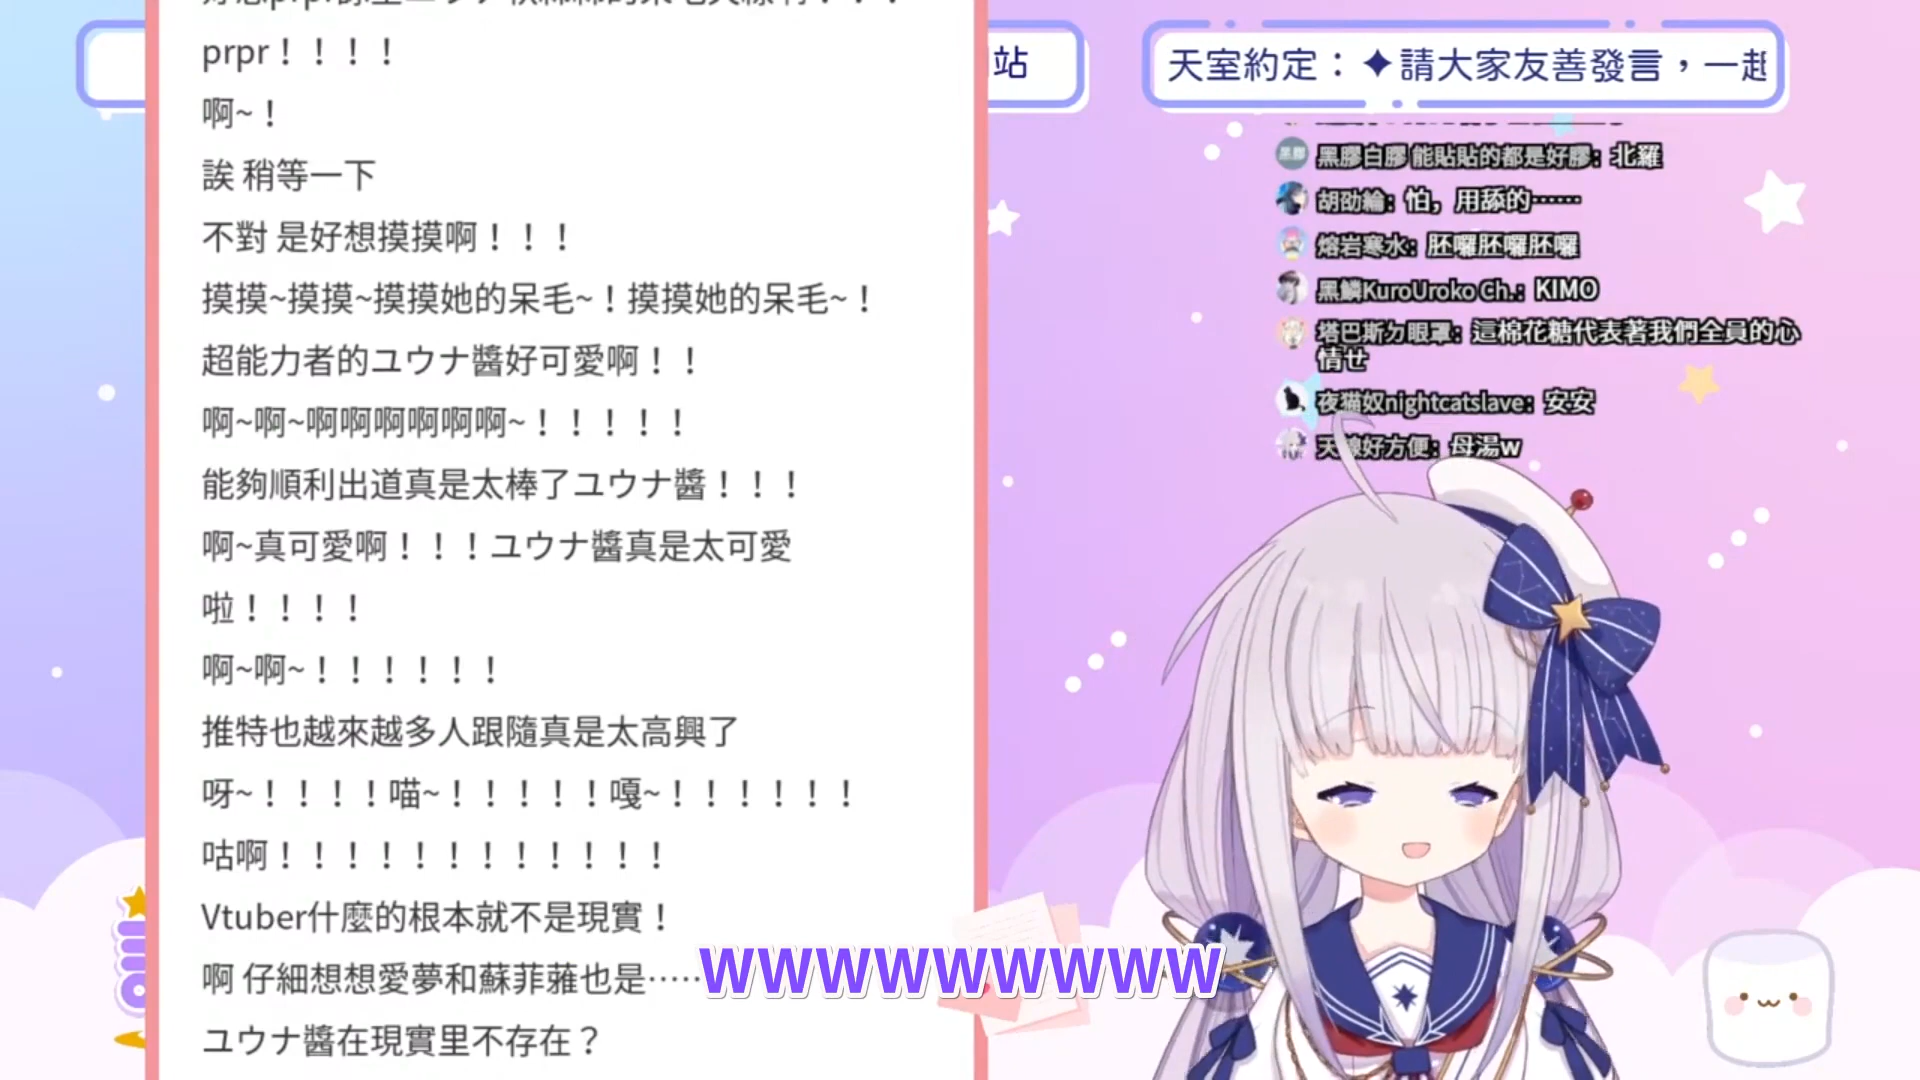 prpr！！！！
啊~！
誒 稍等一下
不對 是好想摸摸啊！！！
摸摸~摸摸~摸摸她的呆毛~！摸摸她的呆毛~！
超能力者的ユウナ醬好可愛啊！！
啊~啊~啊啊啊啊啊啊~！！！！！
能夠順利出道真是太棒了ユウナ醬！！！
啊~真可愛啊！！！ユウナ醬真是太可愛
啦！！！！
啊~啊~！！！！！！
推特也越來越多人跟隨真是太高興了
呀~！！！！喵~！！！！！嘎~！！！！！！
咕啊！！！！！！！！！！！！
Vtuber什麼的根本就不是現實！
啊 仔細想想愛夢和蘇菲蕥也是……
ユウナ醬在現實里不存在？
wwwwwwwww
站
天室約定：✦請大家友善發言，一起
黑膠白膠 能貼貼的都是好膠: 北羅
胡劭綸: 怕，用舔的……
熔岩寒水: 胚囉胚囉胚囉
黑鱗KuroUroko Ch.: KIMO
塔巴斯ㄉ眼罩: 這棉花糖代表著我們全員的心
情せ
夜猫奴nightcatslave: 安安
天線好方便: 母湯w